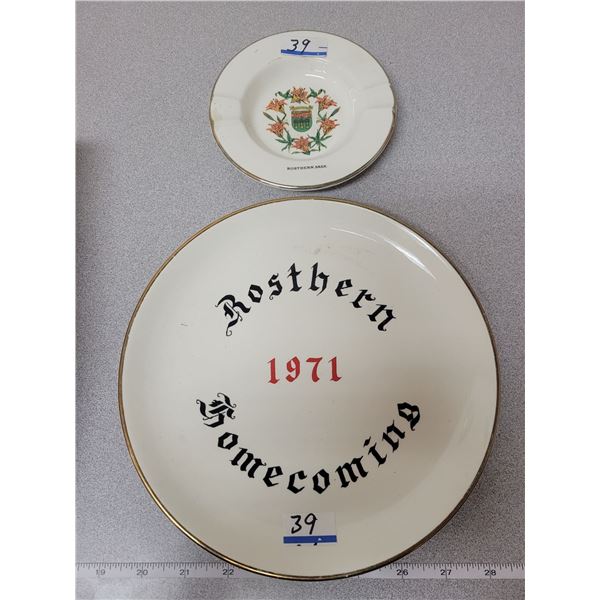 39 —
ROSTHERN, SASK
Rosthern
1971
Homecoming
39
19 20 21 22 26 27 28